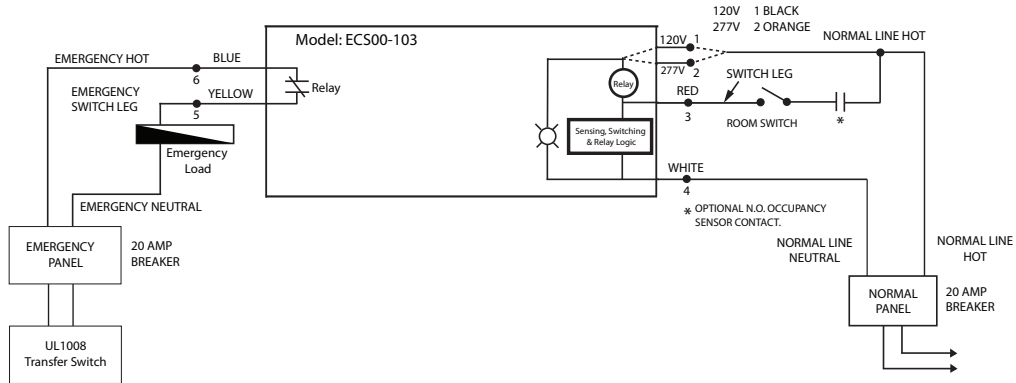 120V 1 BLACK
277V 2 ORANGE
Model: ECS00-103
NORMAL LINE HOT
120V 1
277V 2
EMERGENCY HOT
BLUE
6
Relay
Relay
SWITCH LEG
EMERGENCY
SWITCH LEG
YELLOW
5
RED
3
ROOM SWITCH
*
Sensing, Switching
& Relay Logic
Emergency
Load
WHITE
4
* OPTIONAL N.O. OCCUPANCY
SENSOR CONTACT.
EMERGENCY NEUTRAL
EMERGENCY
PANEL
20 AMP
BREAKER
NORMAL LINE
NEUTRAL
NORMAL LINE
HOT
NORMAL
PANEL
20 AMP
BREAKER
UL1008
Transfer Switch